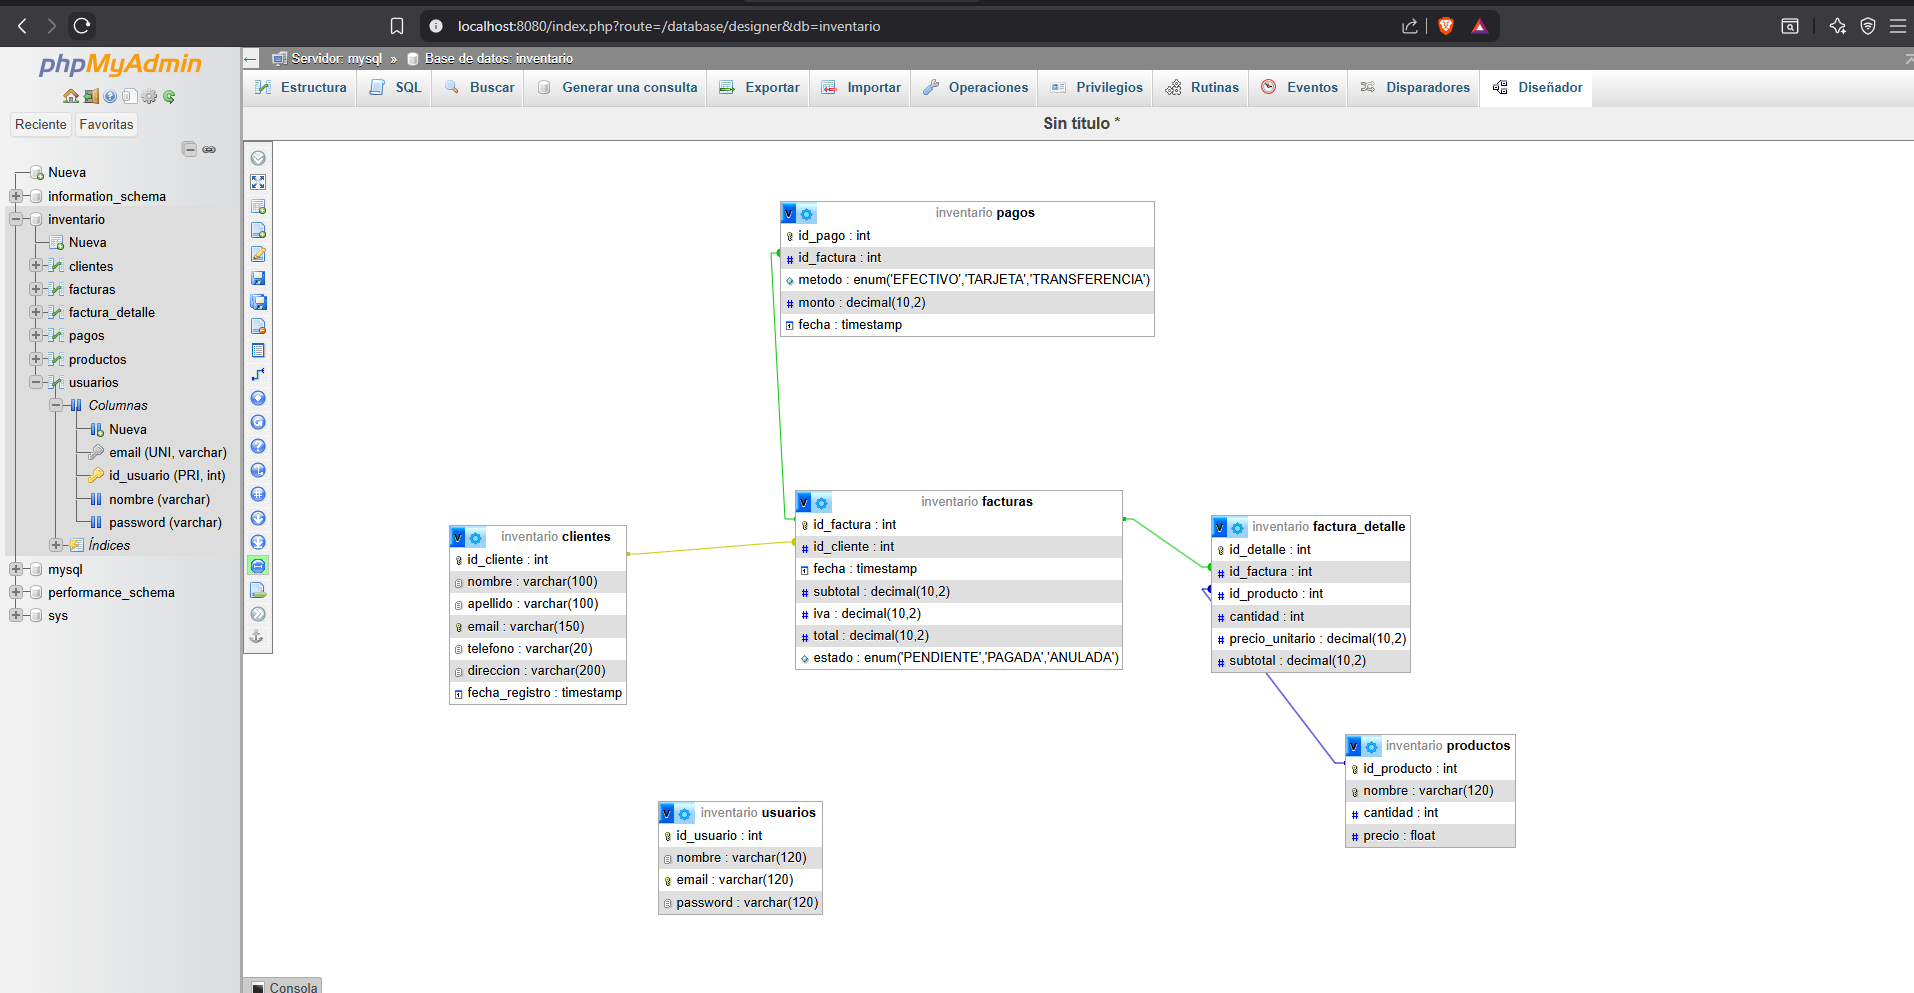 localhost:8080/index.php?route=/database/designer&db=inventario
phpMyAdmin
Reciente
Favoritas
Nueva
information_schema
inventario
Nueva
clientes
facturas
factura_detalle
pagos
productos
usuarios
Columnas
Nueva
email (UNI, varchar)
id_usuario (PRI, int)
nombre (varchar)
password (varchar)
Índices
mysql
performance_schema
sys
Servidor: mysql » Base de datos: inventario
Estructura SQL Buscar Generar una consulta Exportar Importar Operaciones Privilegios Rutinas Eventos Disparadores Diseñador
Sin título *
V inventario pagos
id_pago : int
# id_factura : int
metodo : enum('EFECTIVO','TARJETA','TRANSFERENCIA')
# monto : decimal(10,2)
fecha : timestamp
V inventario facturas
id_factura : int
# id_cliente : int
fecha : timestamp
# subtotal : decimal(10,2)
# iva : decimal(10,2)
# total : decimal(10,2)
estado : enum('PENDIENTE','PAGADA','ANULADA')
V inventario clientes
id_cliente : int
nombre : varchar(100)
apellido : varchar(100)
email : varchar(150)
telefono : varchar(20)
direccion : varchar(200)
fecha_registro : timestamp
V inventario factura_detalle
id_detalle : int
# id_factura : int
# id_producto : int
# cantidad : int
# precio_unitario : decimal(10,2)
# subtotal : decimal(10,2)
V inventario productos
id_producto : int
nombre : varchar(120)
# cantidad : int
# precio : float
V inventario usuarios
id_usuario : int
nombre : varchar(120)
email : varchar(120)
password : varchar(120)
Consola